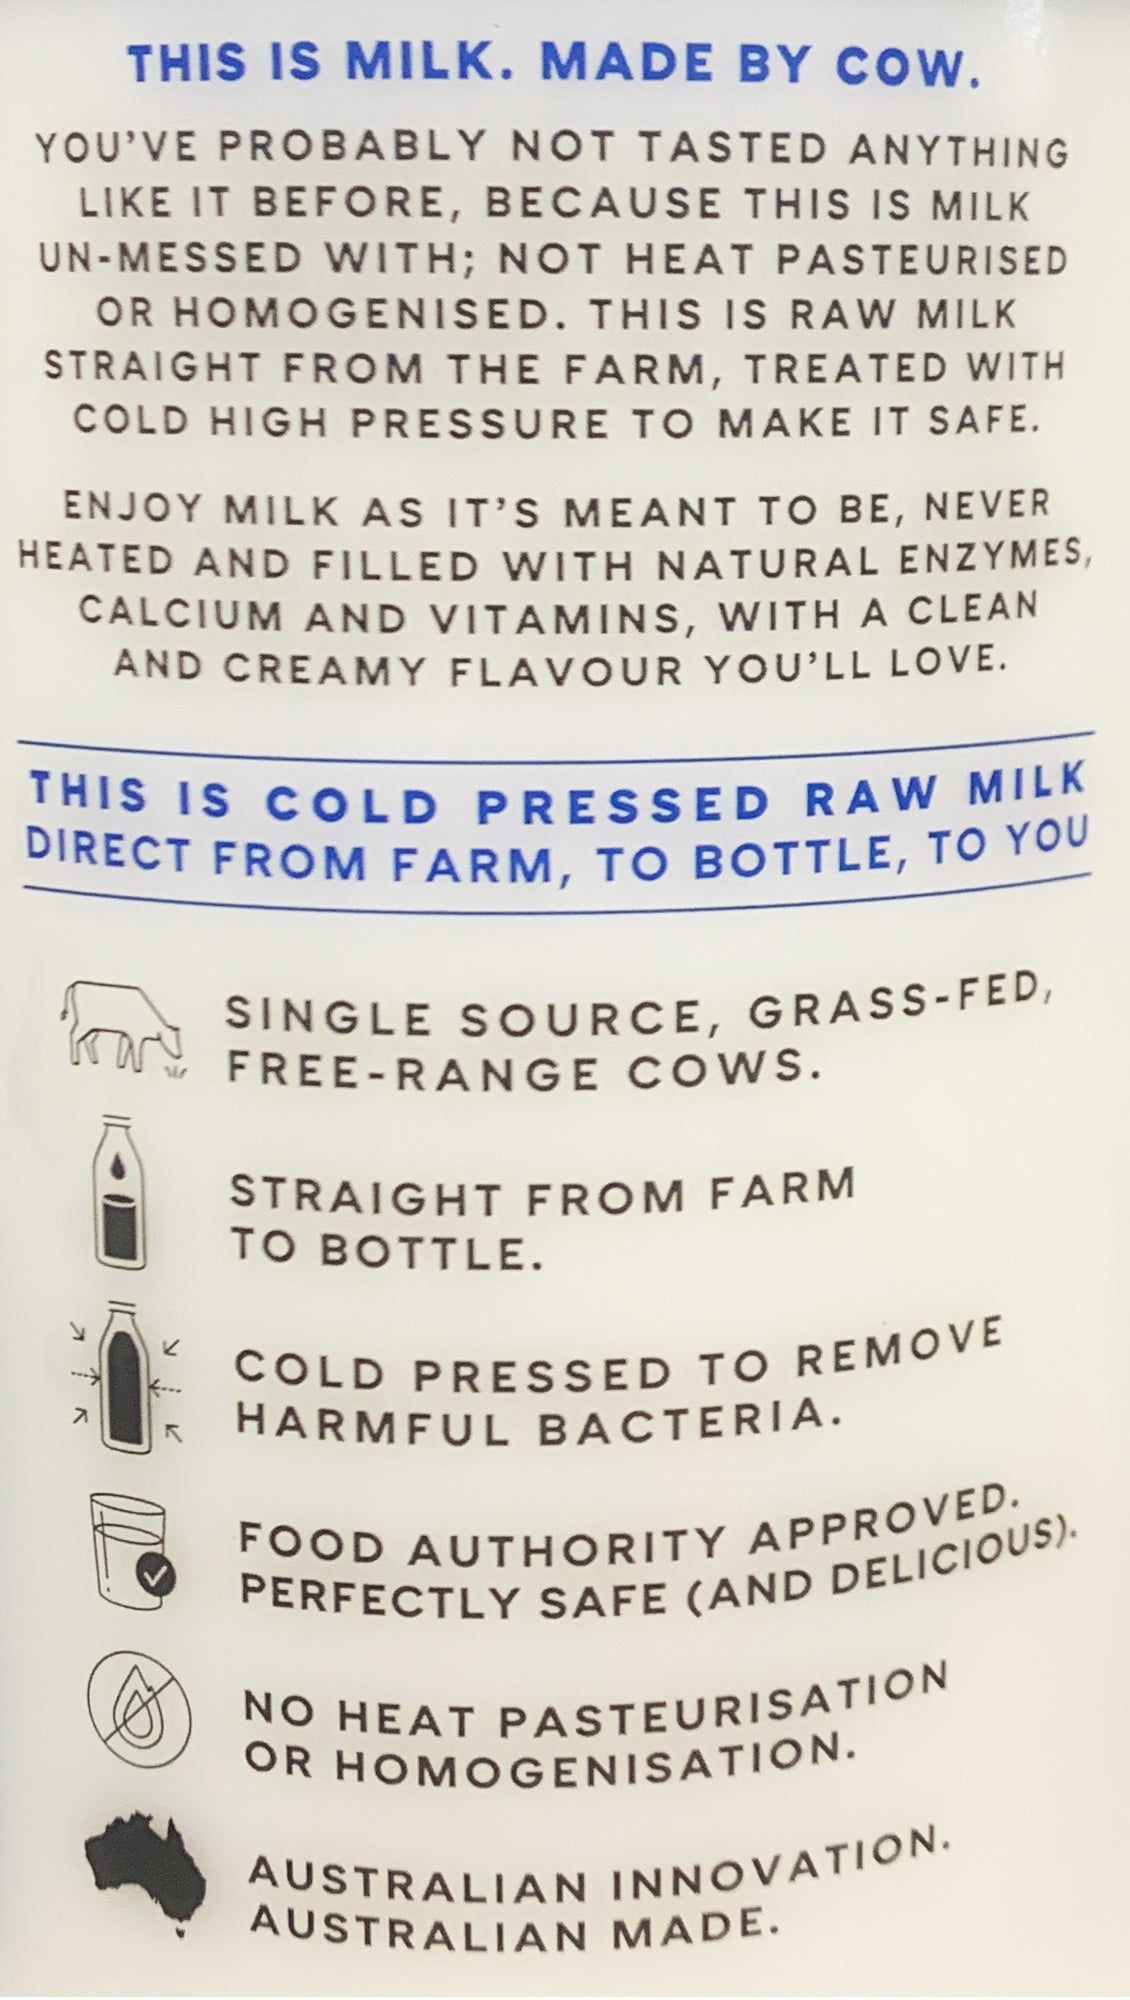 THIS IS MILK. MADE BY COW.
YOU'VE PROBABLY NOT TASTED ANYTHING
LIKE IT BEFORE, BECAUSE THIS IS MILK
UN-MESSED WITH; NOT HEAT PASTEURISED
OR HOMOGENISED. THIS IS RAW MILK
STRAIGHT FROM THE FARM, TREATED WITH
COLD HIGH PRESSURE TO MAKE IT SAFE.
ENJOY MILK AS IT'S MEANT TO BE, NEVER
HEATED AND FILLED WITH NATURAL ENZYMES,
CALCIUM AND VITAMINS, WITH A CLEAN
AND CREAMY FLAVOUR YOU'LL LOVE.
THIS IS COLD PRESSED RAW MILK
DIRECT FROM FARM, TO BOTTLE, TO YOU
SINGLE SOURCE, GRASS-FED,
FREE-RANGE COWS.
STRAIGHT FROM FARM
TO BOTTLE.
COLD PRESSED TO REMOVE
HARMFUL BACTERIA.
FOOD AUTHORITY APPROVED.
PERFECTLY SAFE (AND DELICIOUS).
NO HEAT PASTEURISATION
OR HOMOGENISATION.
AUSTRALIAN INNOVATION.
AUSTRALIAN MADE.